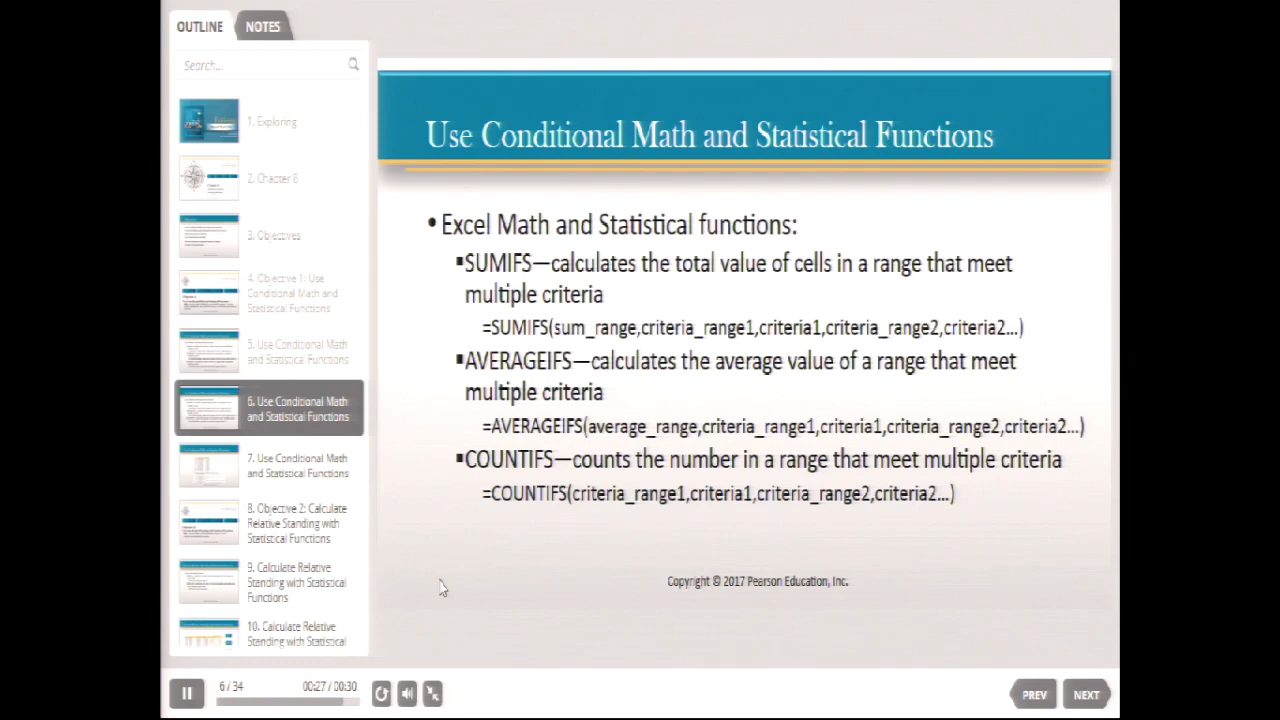 OUTLINE
NOTES
Search...
1. Exploring
2. Chapter 8
3. Objectives
4. Objective 1: Use
Conditional Math and
Statistical Functions
5. Use Conditional Math
and Statistical Functions
6. Use Conditional Math
and Statistical Functions
7. Use Conditional Math
and Statistical Functions
8. Objective 2: Calculate
Relative Standing with
Statistical Functions
9. Calculate Relative
Standing with Statistical
Functions
10. Calculate Relative
Standing with Statistical
Use Conditional Math and Statistical Functions
•Excel Math and Statistical functions:
▪SUMIFS—calculates the total value of cells in a range that meet
multiple criteria
=SUMIFS(sum_range,criteria_range1,criteria1,criteria_range2,criteria2...)
▪AVERAGEIFS—calculates the average value of a range that meet
multiple criteria
=AVERAGEIFS(average_range,criteria_range1,criteria1,criteria_range2,criteria2...)
▪COUNTIFS—counts the number in a range that meet multiple criteria
=COUNTIFS(criteria_range1,criteria1,criteria_range2,criteria2...)
Copyright © 2017 Pearson Education, Inc.
6 / 34
00:27 / 00:30
PREV
NEXT